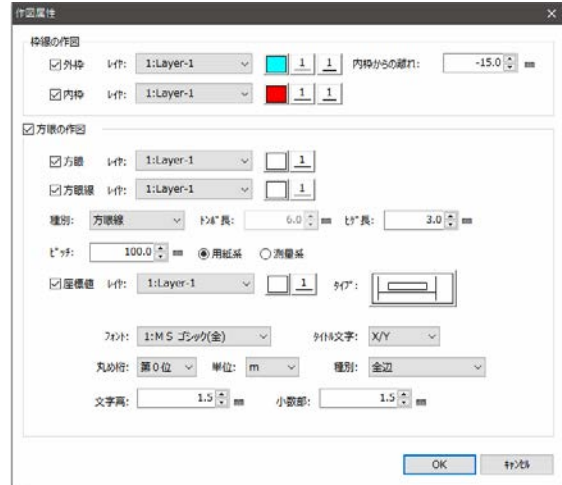 作図属性
枠線の作図
外枠 ﾚｲﾔ: 1:Layer-1 1 1 内枠からの離れ: -15.0 mm
内枠 ﾚｲﾔ: 1:Layer-1 1 1
方眼の作図
方眼 ﾚｲﾔ: 1:Layer-1 1
方眼線 ﾚｲﾔ: 1:Layer-1 1
種別: 方眼線 ﾄﾝﾎﾞ長: 6.0 mm ﾋｹﾞ長: 3.0 mm
ﾋﾟｯﾁ: 100.0 mm 用紙系 測量系
座標値 ﾚｲﾔ: 1:Layer-1 1 ﾀｲﾌﾟ:
ﾌｫﾝﾄ: 1:ＭＳ ゴシック(全) ﾀｲﾄﾙ文字: X/Y
丸め桁: 第０位 単位: m 種別: 全辺
文字高: 1.5 mm 小数部: 1.5 mm
OK ｷｬﾝｾﾙ